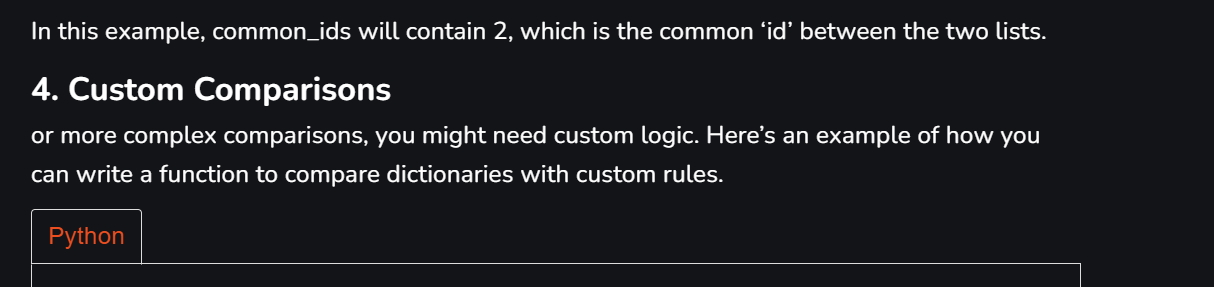 In this example, common_ids will contain 2, which is the common ‘id’ between the two lists.
4. Custom Comparisons
or more complex comparisons, you might need custom logic. Here’s an example of how you
can write a function to compare dictionaries with custom rules.
Python